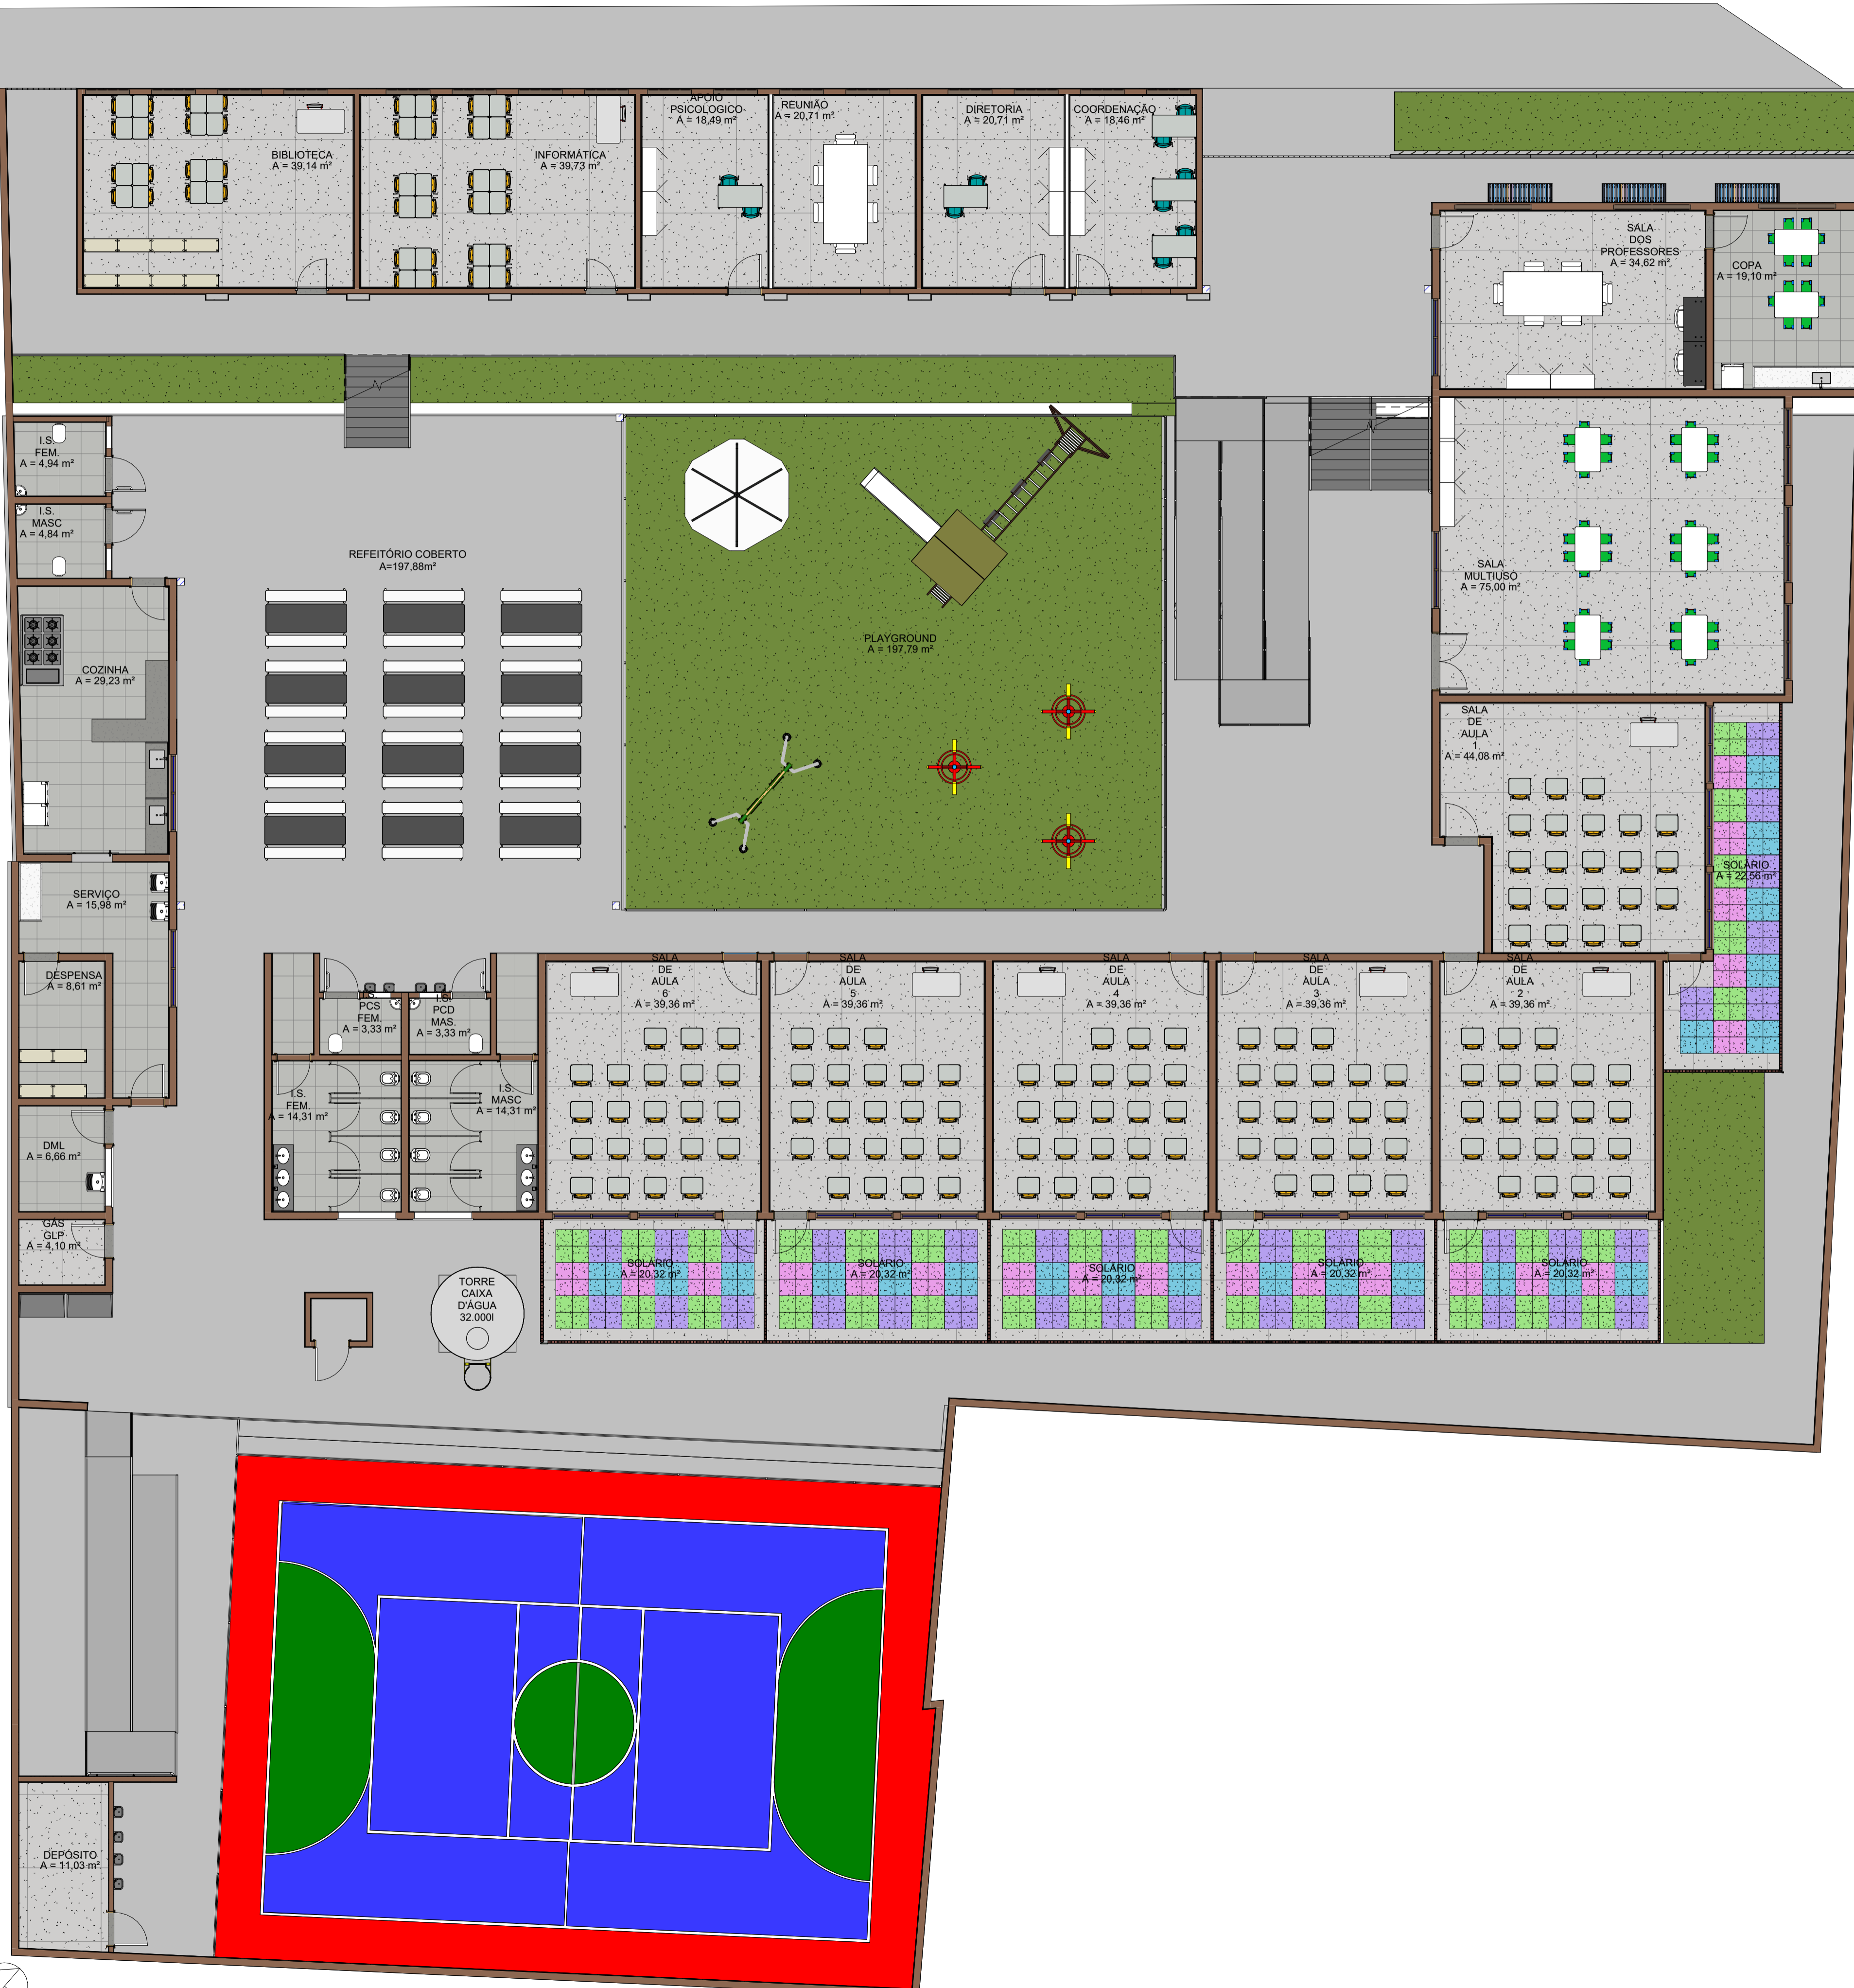 BIBLIOTECA
A = 39,14 m²
INFORMÁTICA
A = 39,73 m²
APOIO
PSICOLOGICO
A = 18,49 m²
REUNIÃO
A = 20,71 m²
DIRETORIA
A = 20,71 m²
COORDENAÇÃO
A = 18,46 m²
SALA
DOS
PROFESSORES
A = 34,62 m²
COPA
A = 19,10 m²
I.S.
FEM.
A = 4,94 m²
I.S.
MASC
A = 4,84 m²
REFEITÓRIO COBERTO
A=197,88m²
PLAYGROUND
A = 197,79 m²
SALA
MULTIUSO
A = 75,00 m²
COZINHA
A = 29,23 m²
SALA
DE
AULA
1
A = 44,08 m²
SOLÁRIO
A = 22,56 m²
SERVIÇO
A = 15,98 m²
DESPENSA
A = 8,61 m²
I.S.
PCS
FEM.
A = 3,33 m²
I.S.
PCD
MAS.
A = 3,33 m²
SALA
DE
AULA
6
A = 39,36 m²
SALA
DE
AULA
5
A = 39,36 m²
SALA
DE
AULA
4
A = 39,36 m²
SALA
DE
AULA
3
A = 39,36 m²
SALA
DE
AULA
2
A = 39,36 m²
I.S.
FEM.
A = 14,31 m²
I.S.
MASC
A = 14,31 m²
DML
A = 6,66 m²
GÁS
GLP
A = 4,10 m²
TORRE
CAIXA
D'ÁGUA
32.000l
SOLÁRIO
A = 20,32 m²
SOLÁRIO
A = 20,32 m²
SOLÁRIO
A = 20,32 m²
SOLÁRIO
A = 20,32 m²
SOLÁRIO
A = 20,32 m²
DEPÓSITO
A = 11,03 m²